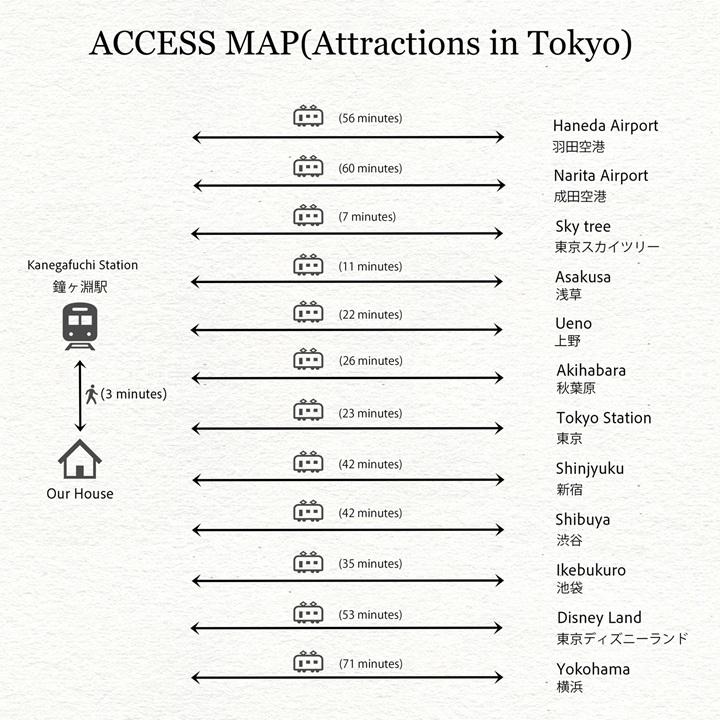 ACCESS MAP(Attractions in Tokyo)
Kanegafuchi Station
鐘ヶ淵駅
(3 minutes)
Our House
(56 minutes)
Haneda Airport
羽田空港
(60 minutes)
Narita Airport
成田空港
(7 minutes)
Sky tree
東京スカイツリー
(11 minutes)
Asakusa
浅草
(22 minutes)
Ueno
上野
(26 minutes)
Akihabara
秋葉原
(23 minutes)
Tokyo Station
東京
(42 minutes)
Shinjyuku
新宿
(42 minutes)
Shibuya
渋谷
(35 minutes)
Ikebukuro
池袋
(53 minutes)
Disney Land
東京ディズニーランド
(71 minutes)
Yokohama
横浜